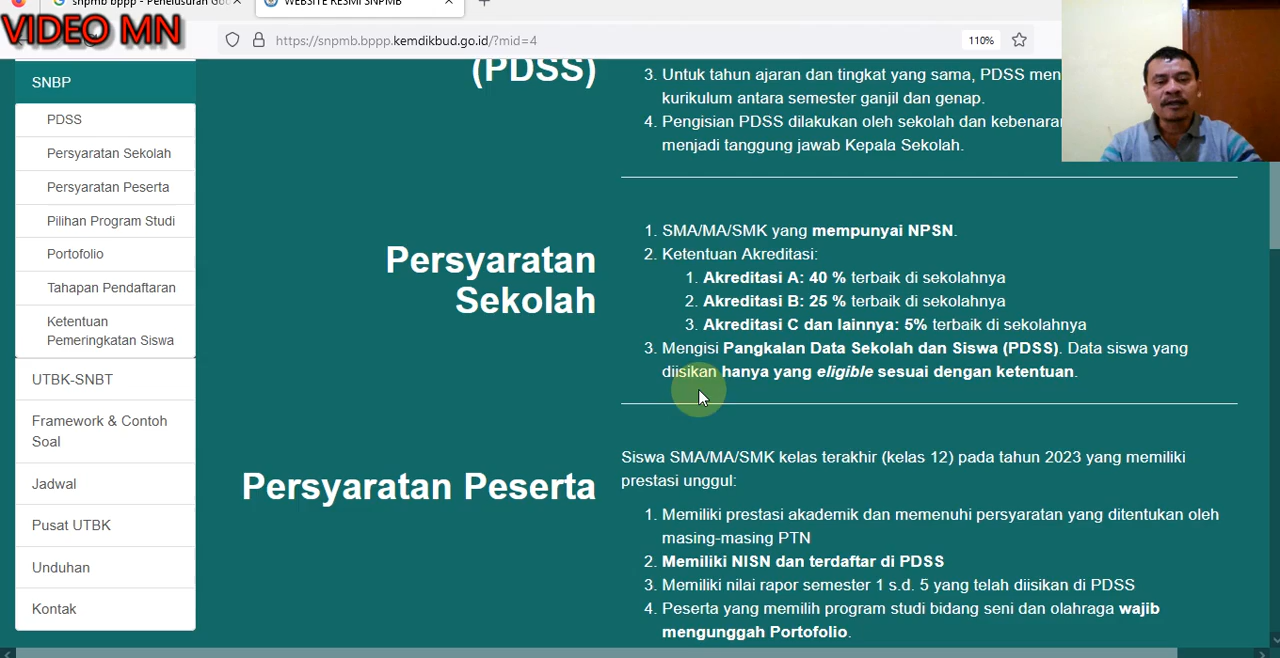 snpmb bppp - Penelusuran Goo
WEBSITE RESMI SNPMB
VIDEO MN
https://snpmb.bppp.kemdikbud.go.id/?mid=4
110%
SNBP
PDSS
Persyaratan Sekolah
Persyaratan Peserta
Pilihan Program Studi
Portofolio
Tahapan Pendaftaran
Ketentuan
Pemeringkatan Siswa
UTBK-SNBT
Framework & Contoh
Soal
Jadwal
Pusat UTBK
Unduhan
Kontak
(PDSS)
3. Untuk tahun ajaran dan tingkat yang sama, PDSS men
kurikulum antara semester ganjil dan genap.
4. Pengisian PDSS dilakukan oleh sekolah dan kebenaran
menjadi tanggung jawab Kepala Sekolah.
Persyaratan
Sekolah
1. SMA/MA/SMK yang mempunyai NPSN.
2. Ketentuan Akreditasi:
1. Akreditasi A: 40 % terbaik di sekolahnya
2. Akreditasi B: 25 % terbaik di sekolahnya
3. Akreditasi C dan lainnya: 5% terbaik di sekolahnya
3. Mengisi Pangkalan Data Sekolah dan Siswa (PDSS). Data siswa yang
diisikan hanya yang eligible sesuai dengan ketentuan.
Persyaratan Peserta
Siswa SMA/MA/SMK kelas terakhir (kelas 12) pada tahun 2023 yang memiliki
prestasi unggul:
1. Memiliki prestasi akademik dan memenuhi persyaratan yang ditentukan oleh
masing-masing PTN
2. Memiliki NISN dan terdaftar di PDSS
3. Memiliki nilai rapor semester 1 s.d. 5 yang telah diisikan di PDSS
4. Peserta yang memilih program studi bidang seni dan olahraga wajib
mengunggah Portofolio.